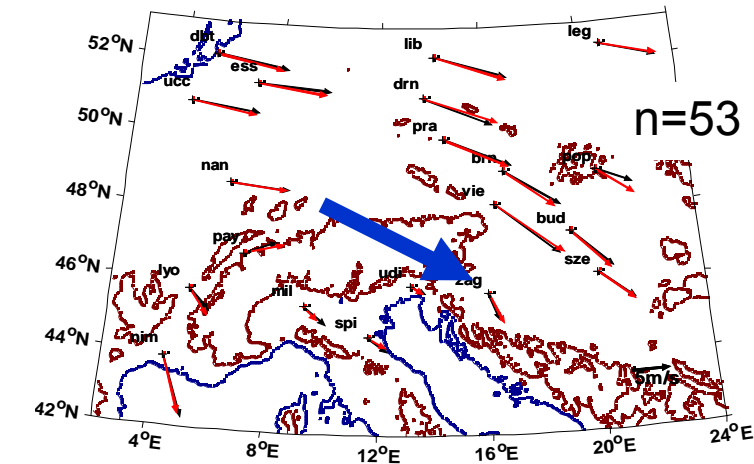 52°N
50°N
48°N
46°N
44°N
42°N
dbt
ess
ucc
lib
leg
drn
n=53
pra
brn
pop
nan
vie
bud
pay
sze
lyo
udi
zag
mil
spi
nim
5m/s
4°E
8°E
12°E
16°E
20°E
24°E